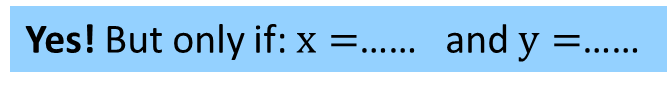 Yes! But only if: x =...... and y =......